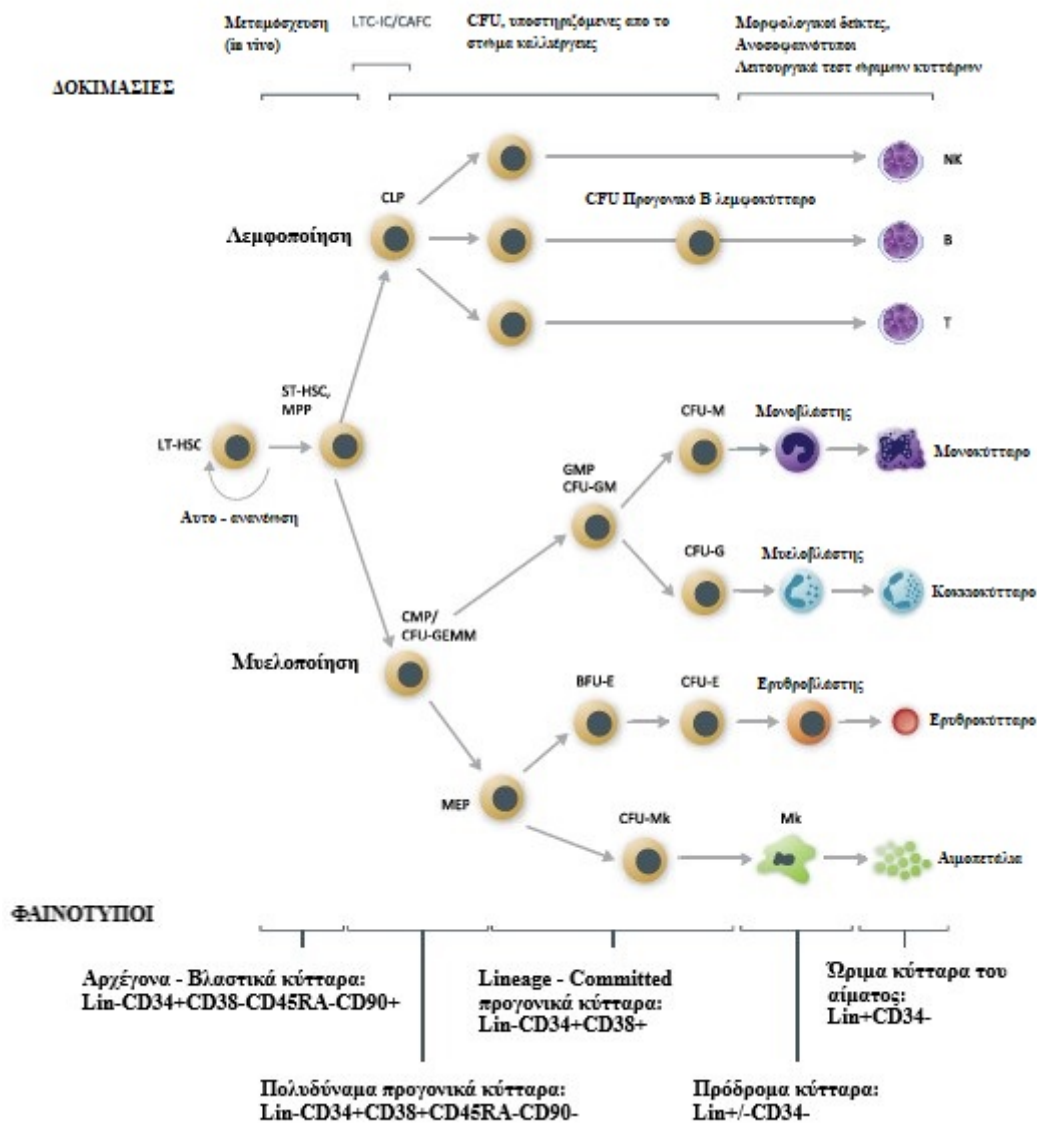 Μεταμόσχευση
(in vivo)
LTC-IC/CAFC
CFU, υποστηριζόμενες απο το
στώμα καλλιέργειες
Μορφολογικοί δείκτες,
Ανοσοφαινότυποι
Λειτουργικά τεστ ώριμων κυττάρων
ΔΟΚΙΜΑΣΙΕΣ
NK
CLP
CFU Προγονικό Β λεμφοκύτταρο
Λεμφοποίηση
B
T
ST-HSC,
MPP
LT-HSC
Αυτο - ανανέωση
CFU-M
Μονοβλάστης
Μονοκύτταρο
GMP
CFU-GM
CFU-G
Μυελοβλάστης
Κοκκιοκύτταρο
CMP/
CFU-GEMM
Μυελοποίηση
BFU-E
CFU-E
Ερυθροβλάστης
Ερυθροκύτταρο
MEP
CFU-Mk
Mk
Αιμοπετάλια
ΦΑΙΝΟΤΥΠΟΙ
Αρχέγονα - Βλαστικά κύτταρα:
Lin-CD34+CD38-CD45RA-CD90+
Lineage - Committed
προγονικά κύτταρα:
Lin-CD34+CD38+
Ώριμα κύτταρα του
αίματος:
Lin+CD34-
Πολυδύναμα προγονικά κύτταρα:
Lin-CD34+CD38+CD45RA-CD90-
Πρόδρομα κύτταρα:
Lin+/-CD34-